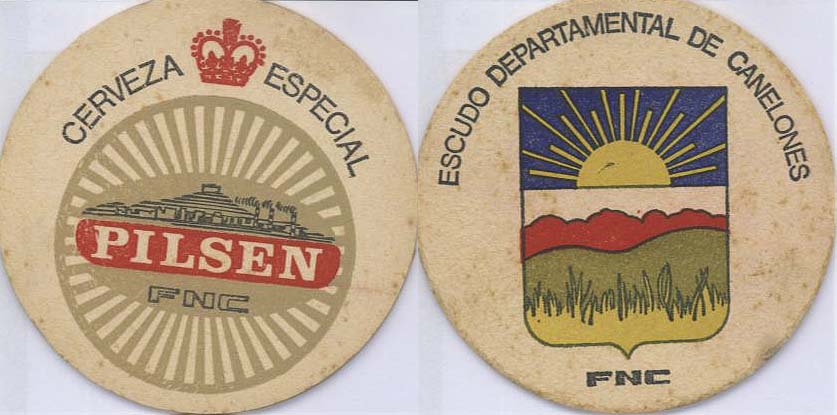 CERVEZA ESPECIAL
PILSEN
FNC
ESCUDO DEPARTAMENTAL DE CANELONES
FNC